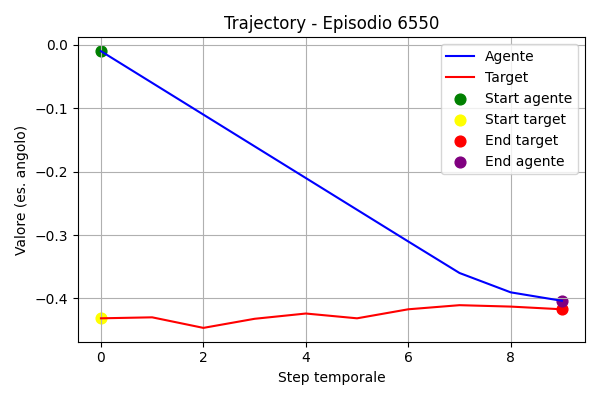 Trajectory - Episodio 6550
Valore (es. angolo)
0.0
−0.1
−0.2
−0.3
−0.4
0 2 4 6 8
Step temporale
Agente
Target
Start agente
Start target
End target
End agente